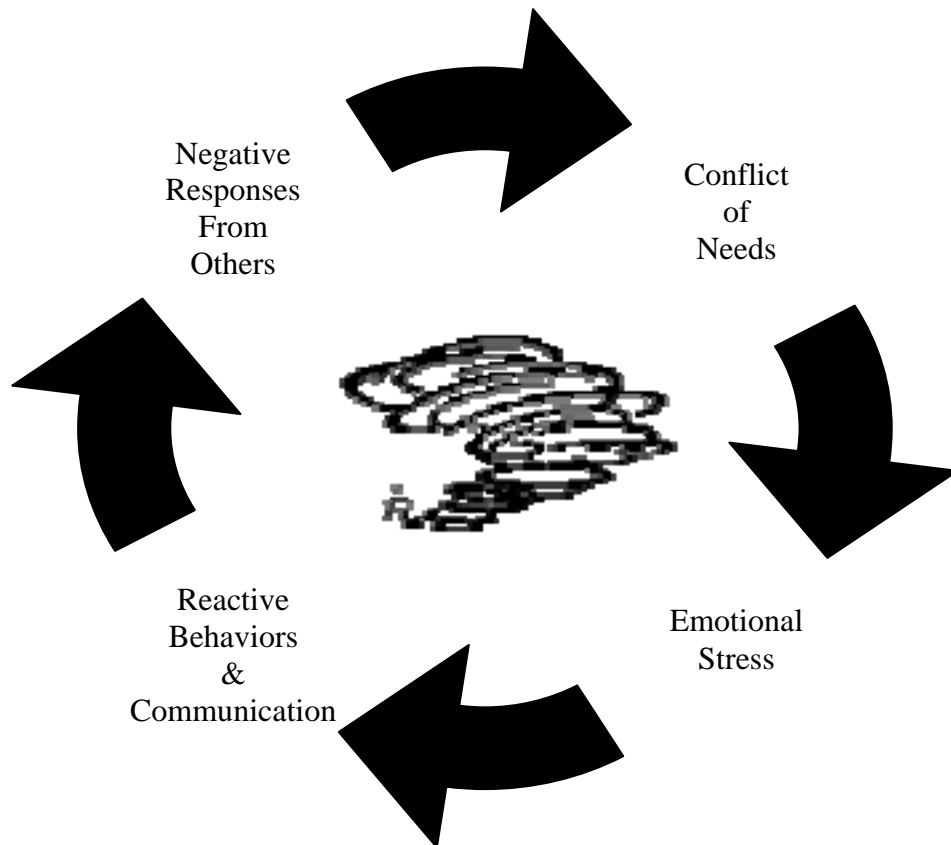 Negative
Responses
From
Others
Conflict
of
Needs
Emotional
Stress
Reactive
Behaviors
&
Communication